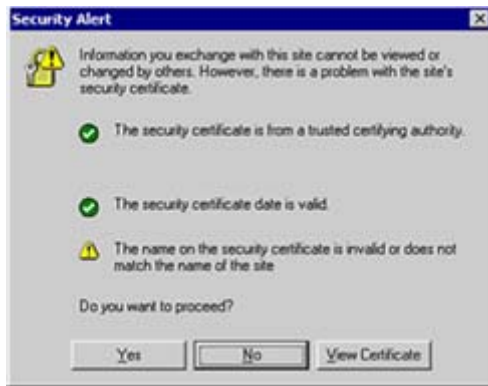 Security Alert
Information you exchange with this site cannot be viewed or
changed by others. However, there is a problem with the site's
security certificate.
The security certificate is from a trusted certifying authority.
The security certificate date is valid.
The name on the security certificate is invalid or does not
match the name of the site
Do you want to proceed?
Yes No View Certificate